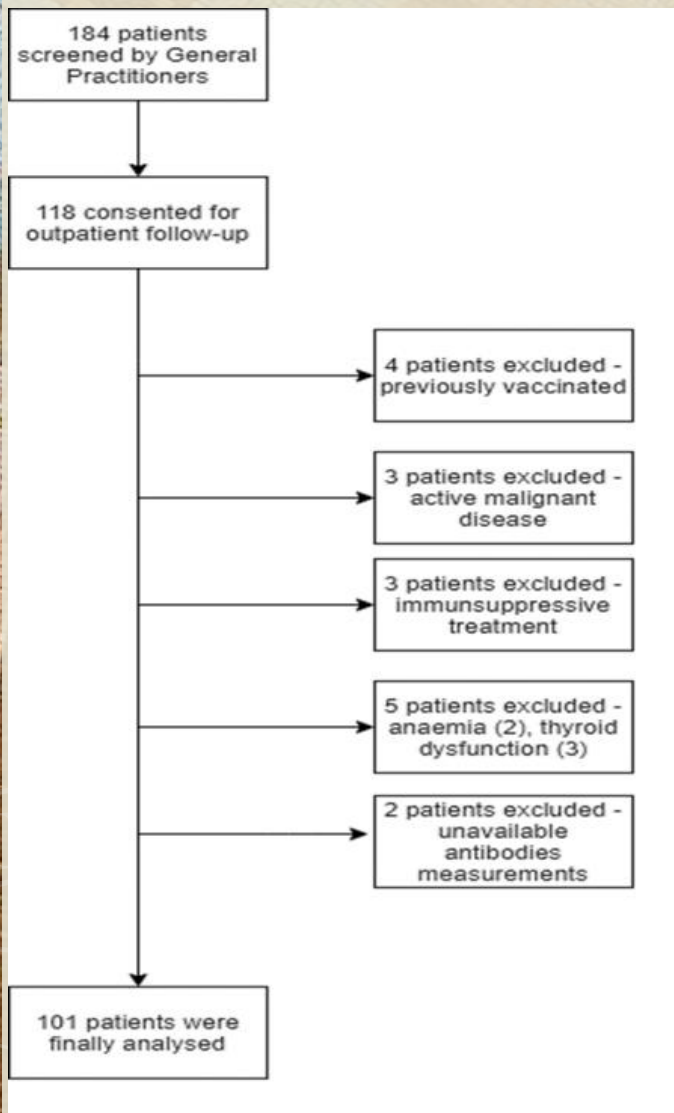 184 patients
screened by General
Practitioners
118 consented for
outpatient follow-up
4 patients excluded -
previously vaccinated
3 patients excluded -
active malignant
disease
3 patients excluded -
immunsuppressive
treatment
5 patients excluded -
anaemia (2), thyroid
dysfunction (3)
2 patients excluded -
unavailable
antibodies
measurements
101 patients were
finally analysed